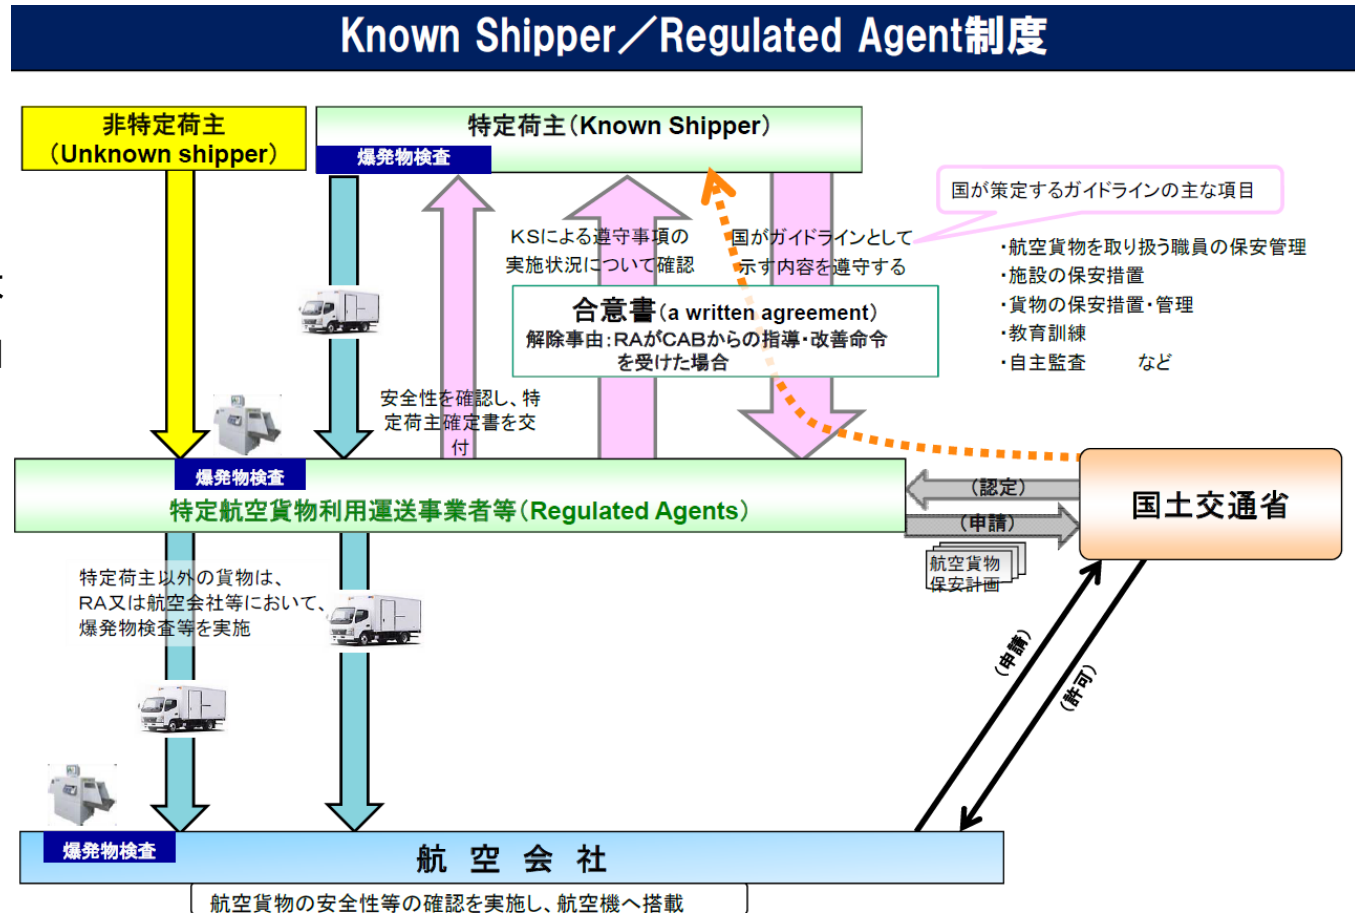 Known Shipper／Regulated Agent制度
非特定荷主
（Unknown shipper）
特定荷主（Known Shipper）
爆発物検査
国が策定するガイドラインの主な項目
KSによる遵守事項の
実施状況について確認
国がガイドラインとして
示す内容を遵守する
・航空貨物を取り扱う職員の保安管理
・施設の保安措置
・貨物の保安措置・管理
・教育訓練
・自主監査　　など
合意書（a written agreement）
解除事由：RAがCABからの指導・改善命令
を受けた場合
安全性を確認し、特
定荷主確定書を交
付
爆発物検査
特定航空貨物利用運送事業者等（Regulated Agents）
（認定）
（申請）
国土交通省
航空貨物
保安計画
特定荷主以外の貨物は、
RA又は航空会社等において、
爆発物検査等を実施
（申請）
（許可）
爆発物検査
航 空 会 社
航空貨物の安全性等の確認を実施し、航空機へ搭載